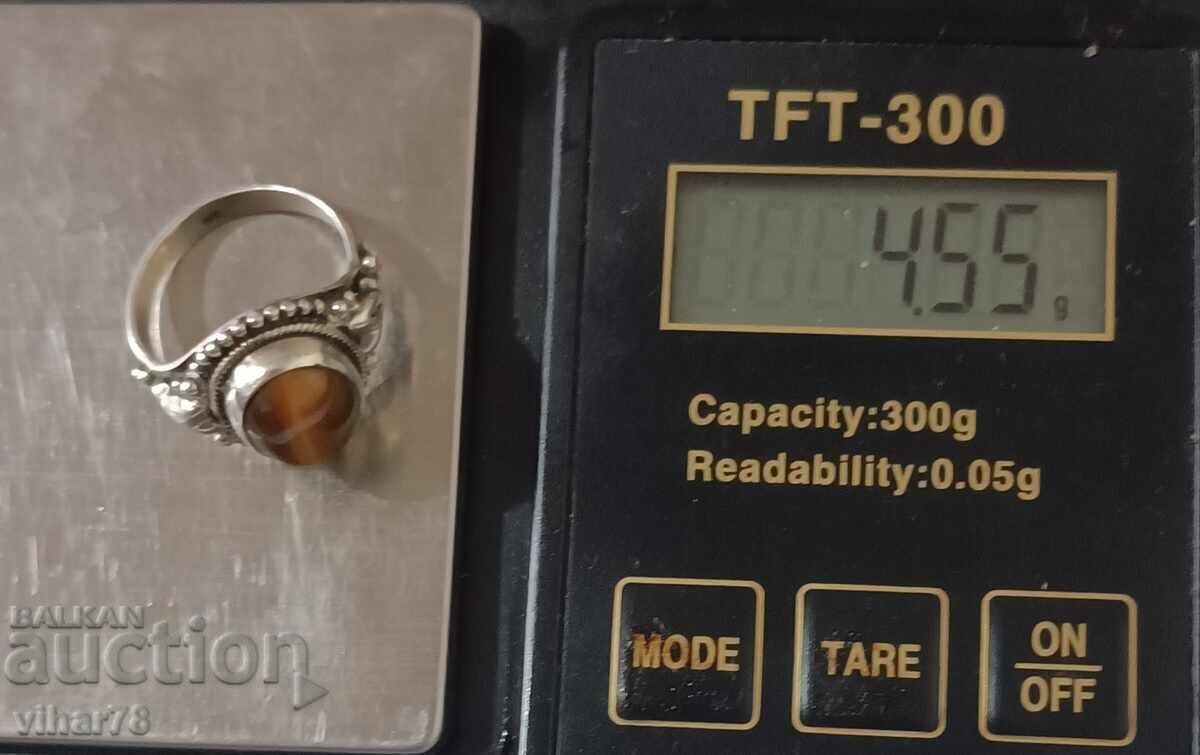 TFT-300
4.55 g
Capacity:300g
Readability:0.05g
MODE
TARE
ON
OFF
BALKAN
auction
vihar78